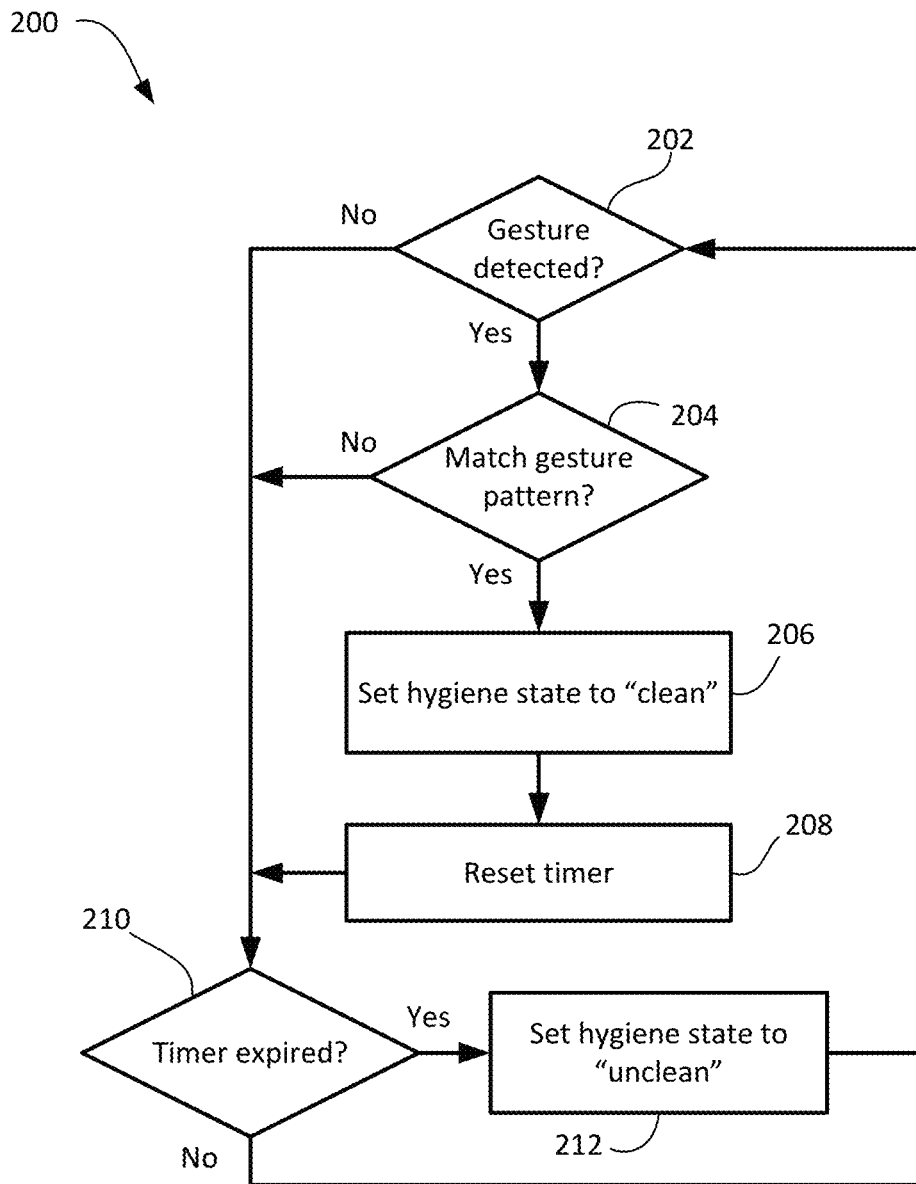 200
202
No
Gesture
detected?
Yes
204
No
Match gesture
pattern?
Yes
206
Set hygiene state to “clean”
208
Reset timer
210
Yes
Timer expired?
Set hygiene state to
“unclean”
212
No